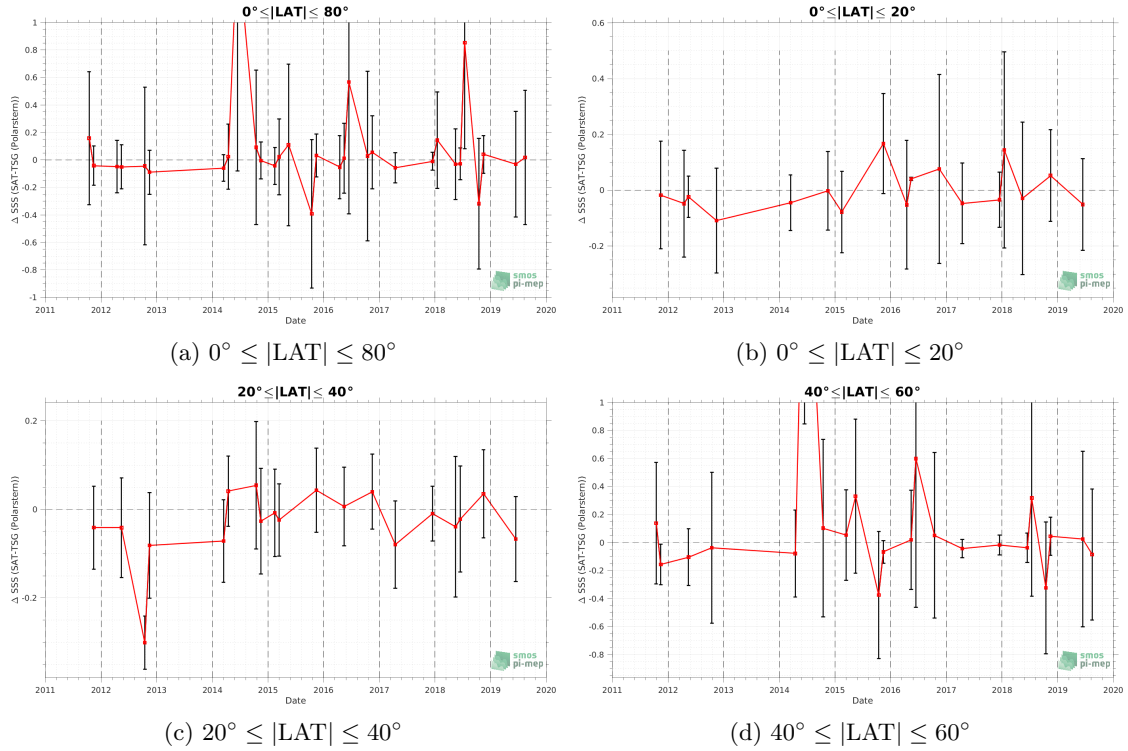 0°≤|LAT|≤ 80°
1
0.8
0.6
0.4
0.2
0
-0.2
-0.4
-0.6
-0.8
-1
Δ SSS (SAT-TSG (Polarstern))
2011 2012 2013 2014 2015 2016 2017 2018 2019 2020
Date
smos
pi-mep
(a) 0° ≤ |LAT| ≤ 80°
0°≤|LAT|≤ 20°
0.6
0.4
0.2
0
-0.2
Δ SSS (SAT-TSG (Polarstern))
2011 2012 2013 2014 2015 2016 2017 2018 2019 2020
Date
smos
pi-mep
(b) 0° ≤ |LAT| ≤ 20°
20°≤|LAT|≤ 40°
0.2
0
-0.2
Δ SSS (SAT-TSG (Polarstern))
2011 2012 2013 2014 2015 2016 2017 2018 2019 2020
Date
smos
pi-mep
(c) 20° ≤ |LAT| ≤ 40°
40°≤|LAT|≤ 60°
1
0.8
0.6
0.4
0.2
0
-0.2
-0.4
-0.6
-0.8
Δ SSS (SAT-TSG (Polarstern))
2011 2012 2013 2014 2015 2016 2017 2018 2019 2020
Date
smos
pi-mep
(d) 40° ≤ |LAT| ≤ 60°